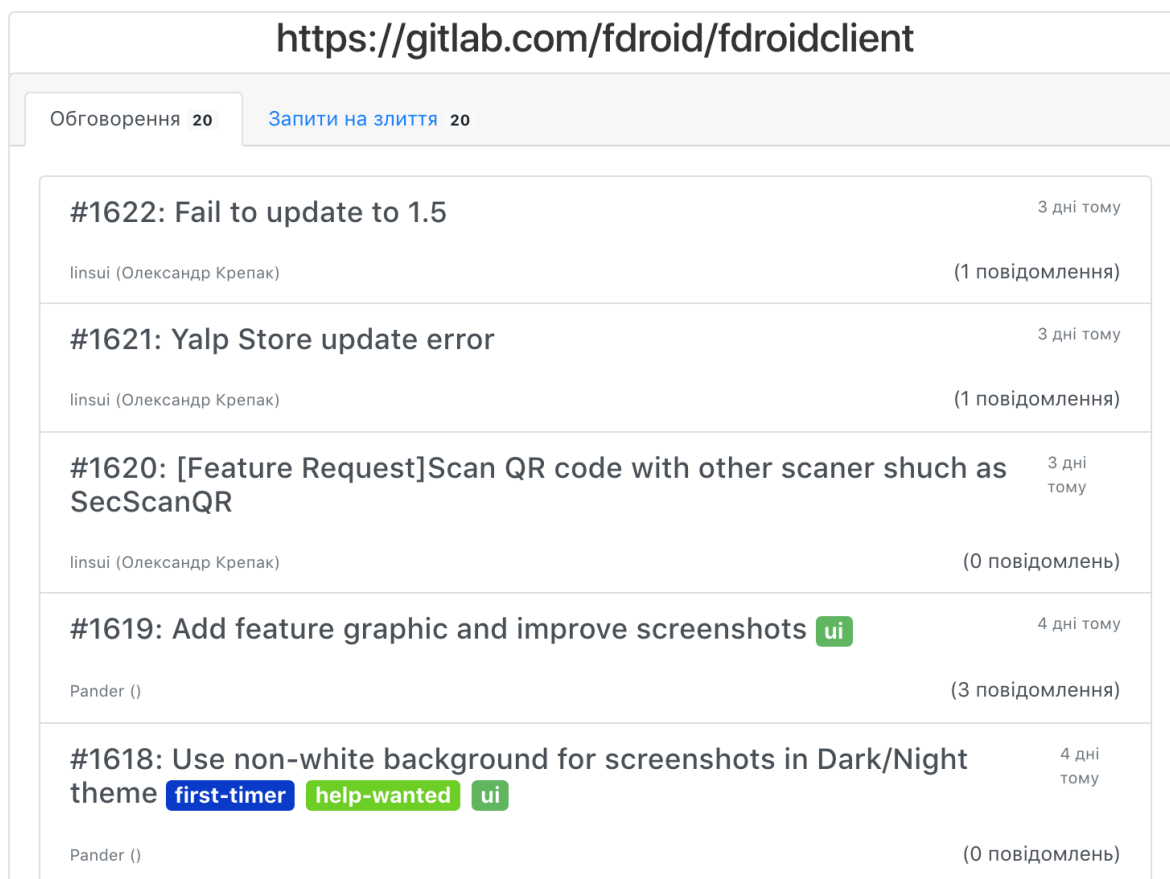 https://gitlab.com/fdroid/fdroidclient
Обговорення 20 Запити на злиття 20
#1622: Fail to update to 1.5 3 дні тому
linsui (Олександр Крепак) (1 повідомлення)
#1621: Yalp Store update error 3 дні тому
linsui (Олександр Крепак) (1 повідомлення)
#1620: [Feature Request]Scan QR code with other scaner shuch as 3 дні
SecScanQR тому
linsui (Олександр Крепак) (0 повідомлень)
#1619: Add feature graphic and improve screenshots ui 4 дні тому
Pander () (3 повідомлення)
#1618: Use non-white background for screenshots in Dark/Night 4 дні
theme first-timer help-wanted ui тому
Pander () (0 повідомлень)